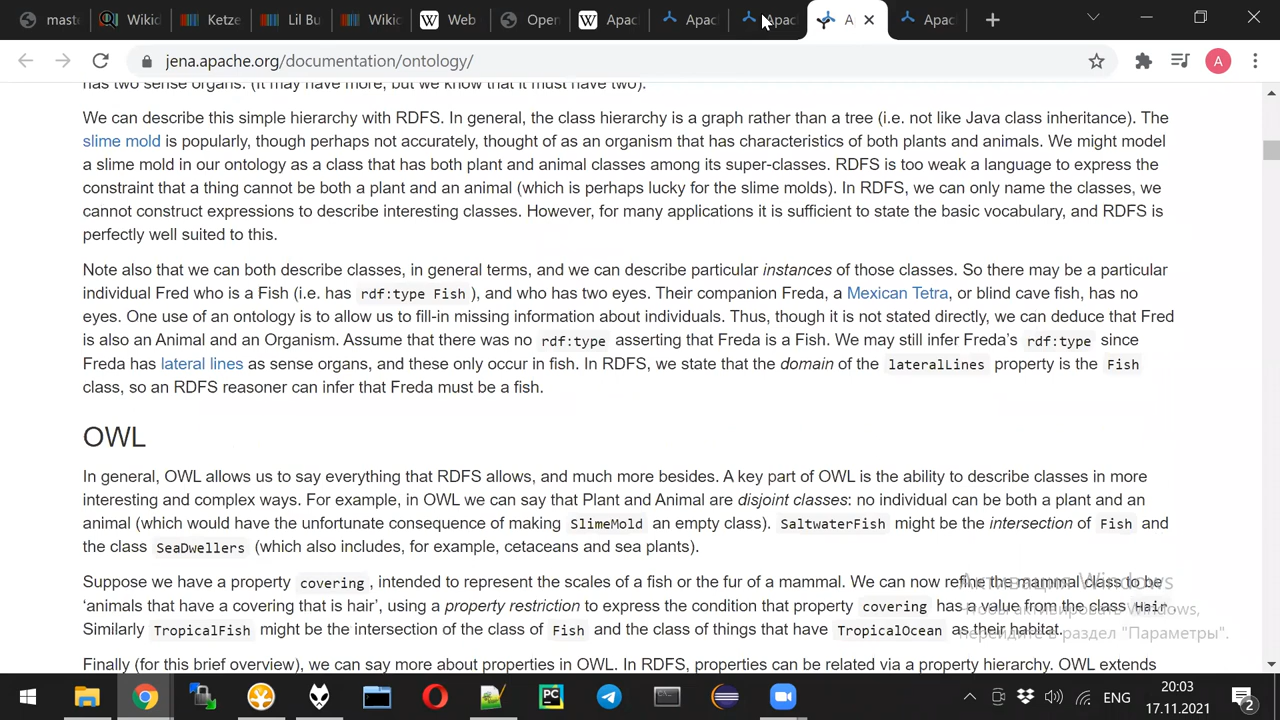 mast
Wikid
Ketze
Lil Bu
Wikid
Web
Open
Apac
Apac
Apac
A
Apac
jena.apache.org/documentation/ontology/
A
has two sense organs. (It may have more, but we know that it must have two).
We can describe this simple hierarchy with RDFS. In general, the class hierarchy is a graph rather than a tree (i.e. not like Java class inheritance). The
slime mold is popularly, though perhaps not accurately, thought of as an organism that has characteristics of both plants and animals. We might model
a slime mold in our ontology as a class that has both plant and animal classes among its super-classes. RDFS is too weak a language to express the
constraint that a thing cannot be both a plant and an animal (which is perhaps lucky for the slime molds). In RDFS, we can only name the classes, we
cannot construct expressions to describe interesting classes. However, for many applications it is sufficient to state the basic vocabulary, and RDFS is
perfectly well suited to this.
Note also that we can both describe classes, in general terms, and we can describe particular instances of those classes. So there may be a particular
individual Fred who is a Fish (i.e. has rdf:type Fish ), and who has two eyes. Their companion Freda, a Mexican Tetra, or blind cave fish, has no
eyes. One use of an ontology is to allow us to fill-in missing information about individuals. Thus, though it is not stated directly, we can deduce that Fred
is also an Animal and an Organism. Assume that there was no rdf:type asserting that Freda is a Fish. We may still infer Freda's rdf:type since
Freda has lateral lines as sense organs, and these only occur in fish. In RDFS, we state that the domain of the lateralLines property is the Fish
class, so an RDFS reasoner can infer that Freda must be a fish.
OWL
In general, OWL allows us to say everything that RDFS allows, and much more besides. A key part of OWL is the ability to describe classes in more
interesting and complex ways. For example, in OWL we can say that Plant and Animal are disjoint classes: no individual can be both a plant and an
animal (which would have the unfortunate consequence of making SlimeMold an empty class). SaltwaterFish might be the intersection of Fish and
the class SeaDwellers (which also includes, for example, cetaceans and sea plants).
Suppose we have a property covering , intended to represent the scales of a fish or the fur of a mammal. We can now refine the mammal class to be
'animals that have a covering that is hair', using a property restriction to express the condition that property covering has a value from the class Hair.
Similarly TropicalFish might be the intersection of the class of Fish and the class of things that have TropicalOcean as their habitat.
Finally (for this brief overview), we can say more about properties in OWL. In RDFS, properties can be related via a property hierarchy. OWL extends
Активация Windows
Чтобы активировать Windows,
перейдите в раздел "Параметры".
PC
ENG
20:03
17.11.2021
2